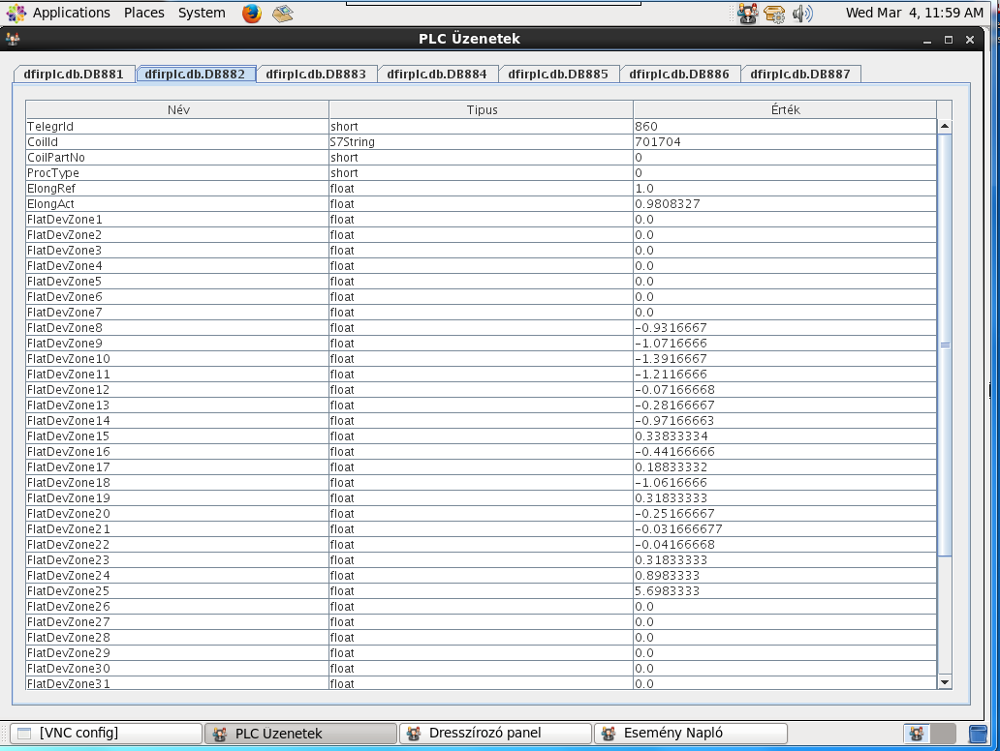 Applications Places System Wed Mar 4, 11:59 AM
PLC Üzenetek
dfirplc.db.DB881 dfirplc.db.DB882 dfirplc.db.DB883 dfirplc.db.DB884 dfirplc.db.DB885 dfirplc.db.DB886 dfirplc.db.DB887
Név Tipus Érték
TelegrId short 860
CoilId S7String 701704
CoilPartNo short 0
ProcType short 0
ElongRef float 1.0
ElongAct float 0.9808327
FlatDevZone1 float 0.0
FlatDevZone2 float 0.0
FlatDevZone3 float 0.0
FlatDevZone4 float 0.0
FlatDevZone5 float 0.0
FlatDevZone6 float 0.0
FlatDevZone7 float 0.0
FlatDevZone8 float -0.9316667
FlatDevZone9 float -1.0716666
FlatDevZone10 float -1.3916667
FlatDevZone11 float -1.2116666
FlatDevZone12 float -0.07166668
FlatDevZone13 float -0.28166667
FlatDevZone14 float -0.97166663
FlatDevZone15 float 0.33833334
FlatDevZone16 float -0.44166666
FlatDevZone17 float 0.18833332
FlatDevZone18 float -1.0616666
FlatDevZone19 float 0.31833333
FlatDevZone20 float -0.25166667
FlatDevZone21 float -0.031666677
FlatDevZone22 float -0.04166668
FlatDevZone23 float 0.31833333
FlatDevZone24 float 0.8983333
FlatDevZone25 float 5.6983333
FlatDevZone26 float 0.0
FlatDevZone27 float 0.0
FlatDevZone28 float 0.0
FlatDevZone29 float 0.0
FlatDevZone30 float 0.0
FlatDevZone31 float 0.0
[VNC config] PLC Üzenetek Dresszírozó panel Esemény Napló